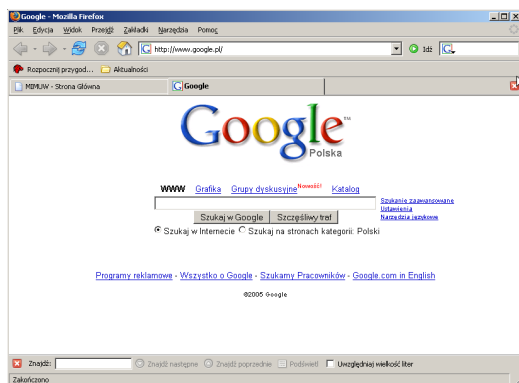 Google - Mozilla Firefox
Plik Edycja Widok Przejdź Zakładki Narzędzia Pomoc
http://www.google.pl/ Idź
Rozpocznij przygod... Aktualności
MIMUW - Strona Główna Google
Google™
Polska
WWW Grafika Grupy dyskusyjne Nowość! Katalog
Szukanie zaawansowane
Ustawienia
Narzędzia językowe
Szukaj w Google Szczęśliwy traf
Szukaj w Internecie Szukaj na stronach kategorii: Polski
Programy reklamowe - Wszystko o Google - Szukamy Pracowników - Google.com in English
©2005 Google
Znajdź: Znajdź następne Znajdź poprzednie Podświetl Uwzględniaj wielkość liter
Zakończono